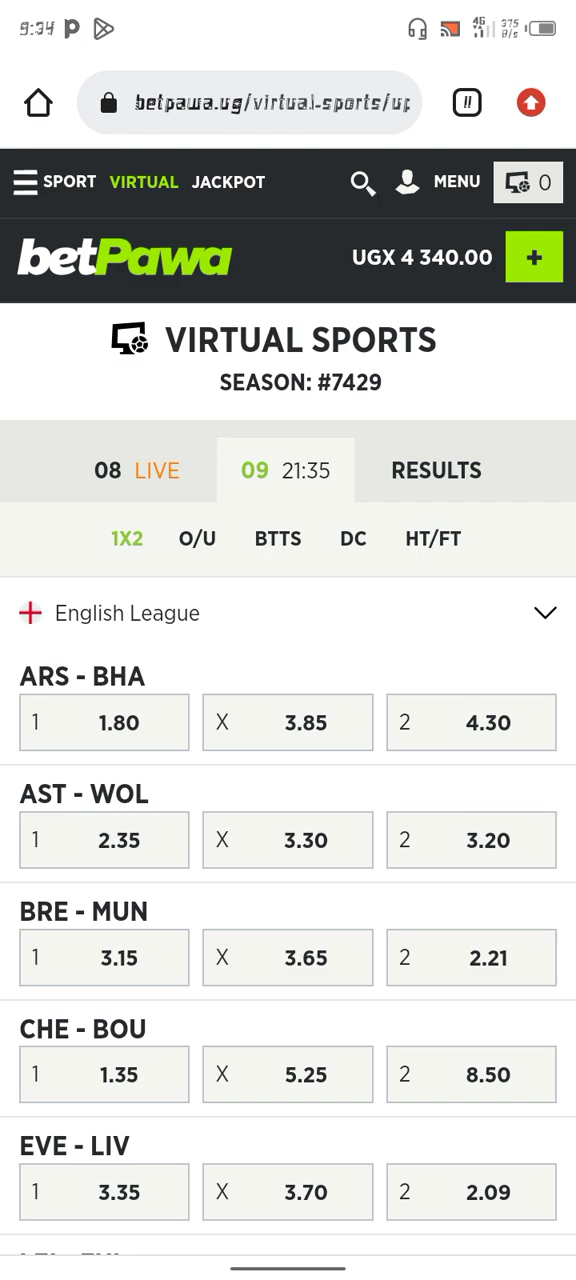 9:34
4G 375 B/s
betpawa.ug/virtual-sports/up
SPORT VIRTUAL JACKPOT MENU 0
betPawa UGX 4 340.00 +
VIRTUAL SPORTS
SEASON: #7429
08 LIVE 09 21:35 RESULTS
1X2 O/U BTTS DC HT/FT
English League
ARS - BHA
1 1.80 X 3.85 2 4.30
AST - WOL
1 2.35 X 3.30 2 3.20
BRE - MUN
1 3.15 X 3.65 2 2.21
CHE - BOU
1 1.35 X 5.25 2 8.50
EVE - LIV
1 3.35 X 3.70 2 2.09